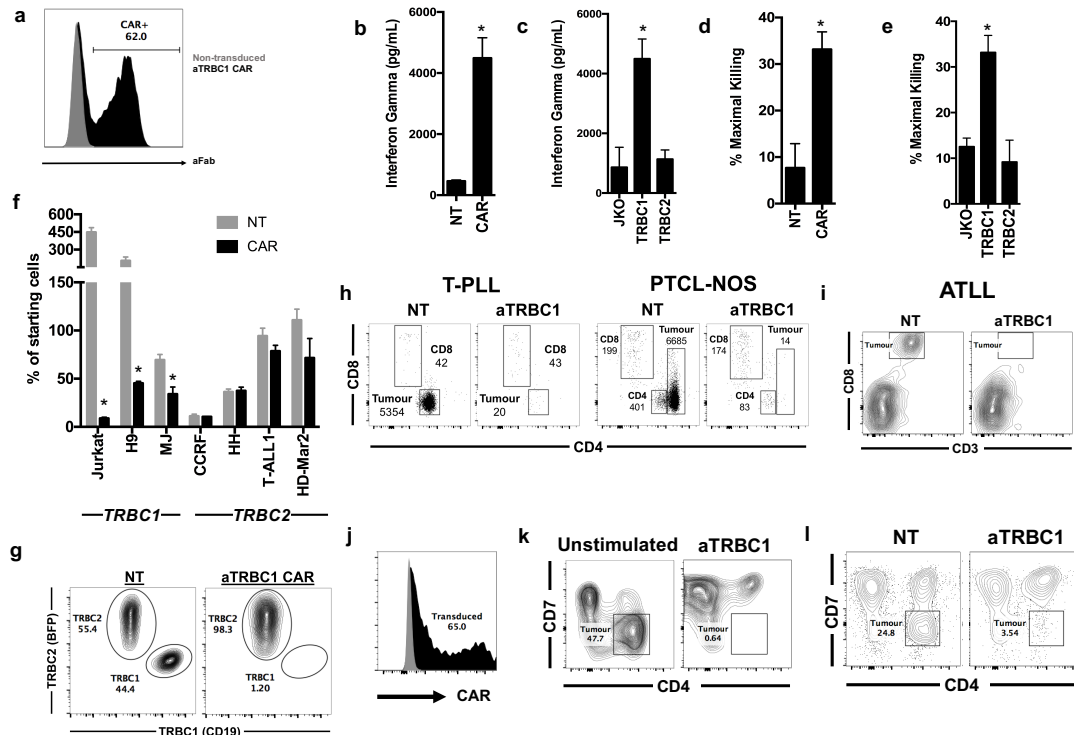 a
CAR+
62.0
Non-transduced
aTRBC1 CAR
aFab
b
Interferon Gamma (pg/mL)
6000
4000
2000
0
*
NT
CAR
c
Interferon Gamma (pg/mL)
6000
4000
2000
0
*
JKO
TRBC1
TRBC2
d
% Maximal Killing
40
30
20
10
0
*
NT
CAR
e
% Maximal Killing
40
30
20
10
0
*
JKO
TRBC1
TRBC2
f
% of starting cells
600
450
300
150
100
50
0
NT
CAR
*
*
*
Jurkat
H9
MJ
CCRF
HH
T-ALL1
HD-Mar2
TRBC1
TRBC2
g
NT
aTRBC1 CAR
TRBC2 (BFP)
TRBC2
55.4
TRBC1
44.4
TRBC2
98.3
TRBC1
1.20
TRBC1 (CD19)
h
T-PLL
PTCL-NOS
NT
aTRBC1
NT
aTRBC1
CD8
CD8
42
Tumour
5354
CD8
43
Tumour
20
CD8
199
Tumour
6685
CD4
401
CD8
174
Tumour
14
CD4
83
CD4
i
ATLL
NT
aTRBC1
CD8
Tumour
Tumour
CD3
j
Transduced
65.0
CAR
k
Unstimulated
aTRBC1
CD7
Tumour
47.7
Tumour
0.64
CD4
l
NT
aTRBC1
CD7
Tumour
24.8
Tumour
3.54
CD4